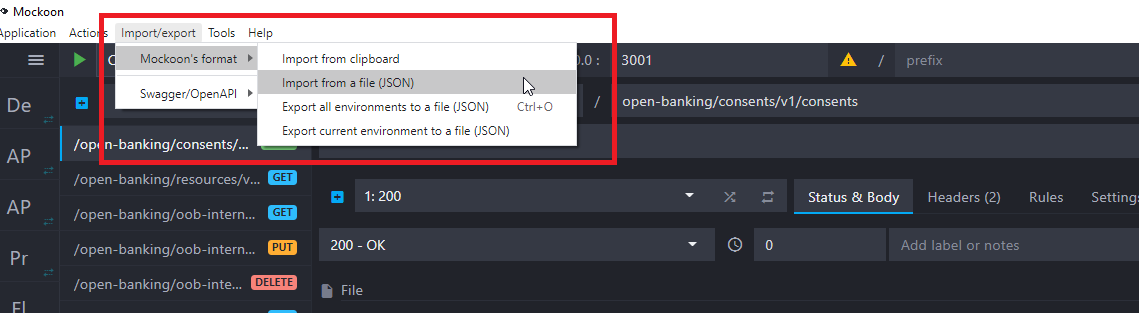 Mockoon
Application Actions Import/export Tools Help
Mockoon's format
Swagger/OpenAPI
Import from clipboard
Import from a file (JSON)
Export all environments to a file (JSON) Ctrl+O
Export current environment to a file (JSON)
0.0 : 3001 / prefix
/ open-banking/consents/v1/consents
De
AP
AP
Pr
/open-banking/consents/...
/open-banking/resources/v... GET
/open-banking/oob-intern... GET
/open-banking/oob-intern... PUT
/open-banking/oob-inte... DELETE
1: 200
Status & Body Headers (2) Rules Settings
200 - OK 0 Add label or notes
File